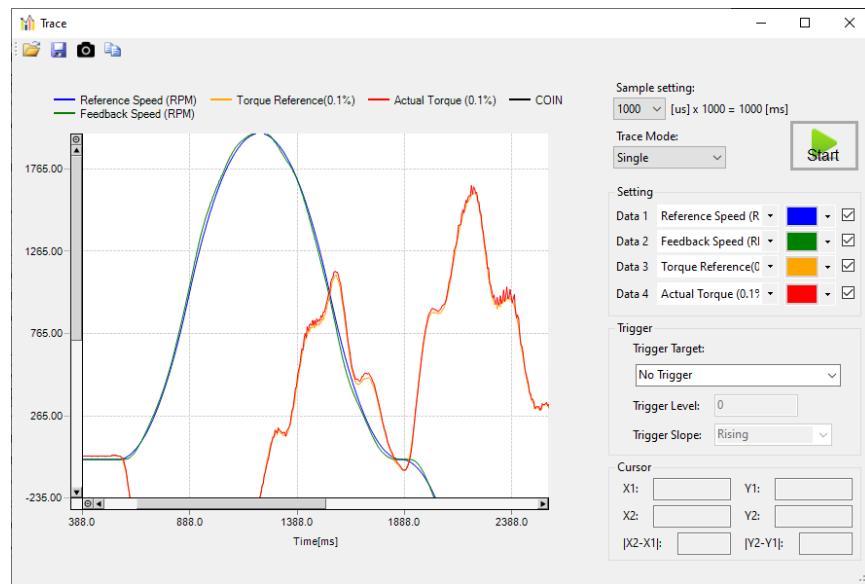 Trace
Reference Speed (RPM) Torque Reference(0.1%) Actual Torque (0.1%) COIN
Feedback Speed (RPM)
1765.00
1265.00
765.00
265.00
-235.00
388.0 888.0 1388.0 1888.0 2388.0
Time[ms]
Sample setting:
1000 [us] x 1000 = 1000 [ms]
Trace Mode:
Single
Start
Setting
Data 1 Reference Speed (R
Data 2 Feedback Speed (RI
Data 3 Torque Reference(0
Data 4 Actual Torque (0.1%
Trigger
Trigger Target:
No Trigger
Trigger Level: 0
Trigger Slope: Rising
Cursor
X1: Y1:
X2: Y2:
|X2-X1|: |Y2-Y1|: